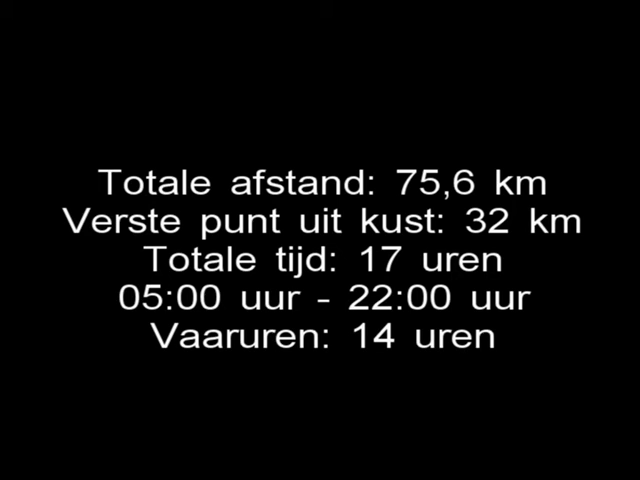 Totale afstand: 75,6 km
Verste punt uit kust: 32 km
Totale tijd: 17 uren
05:00 uur - 22:00 uur
Vaaruren: 14 uren